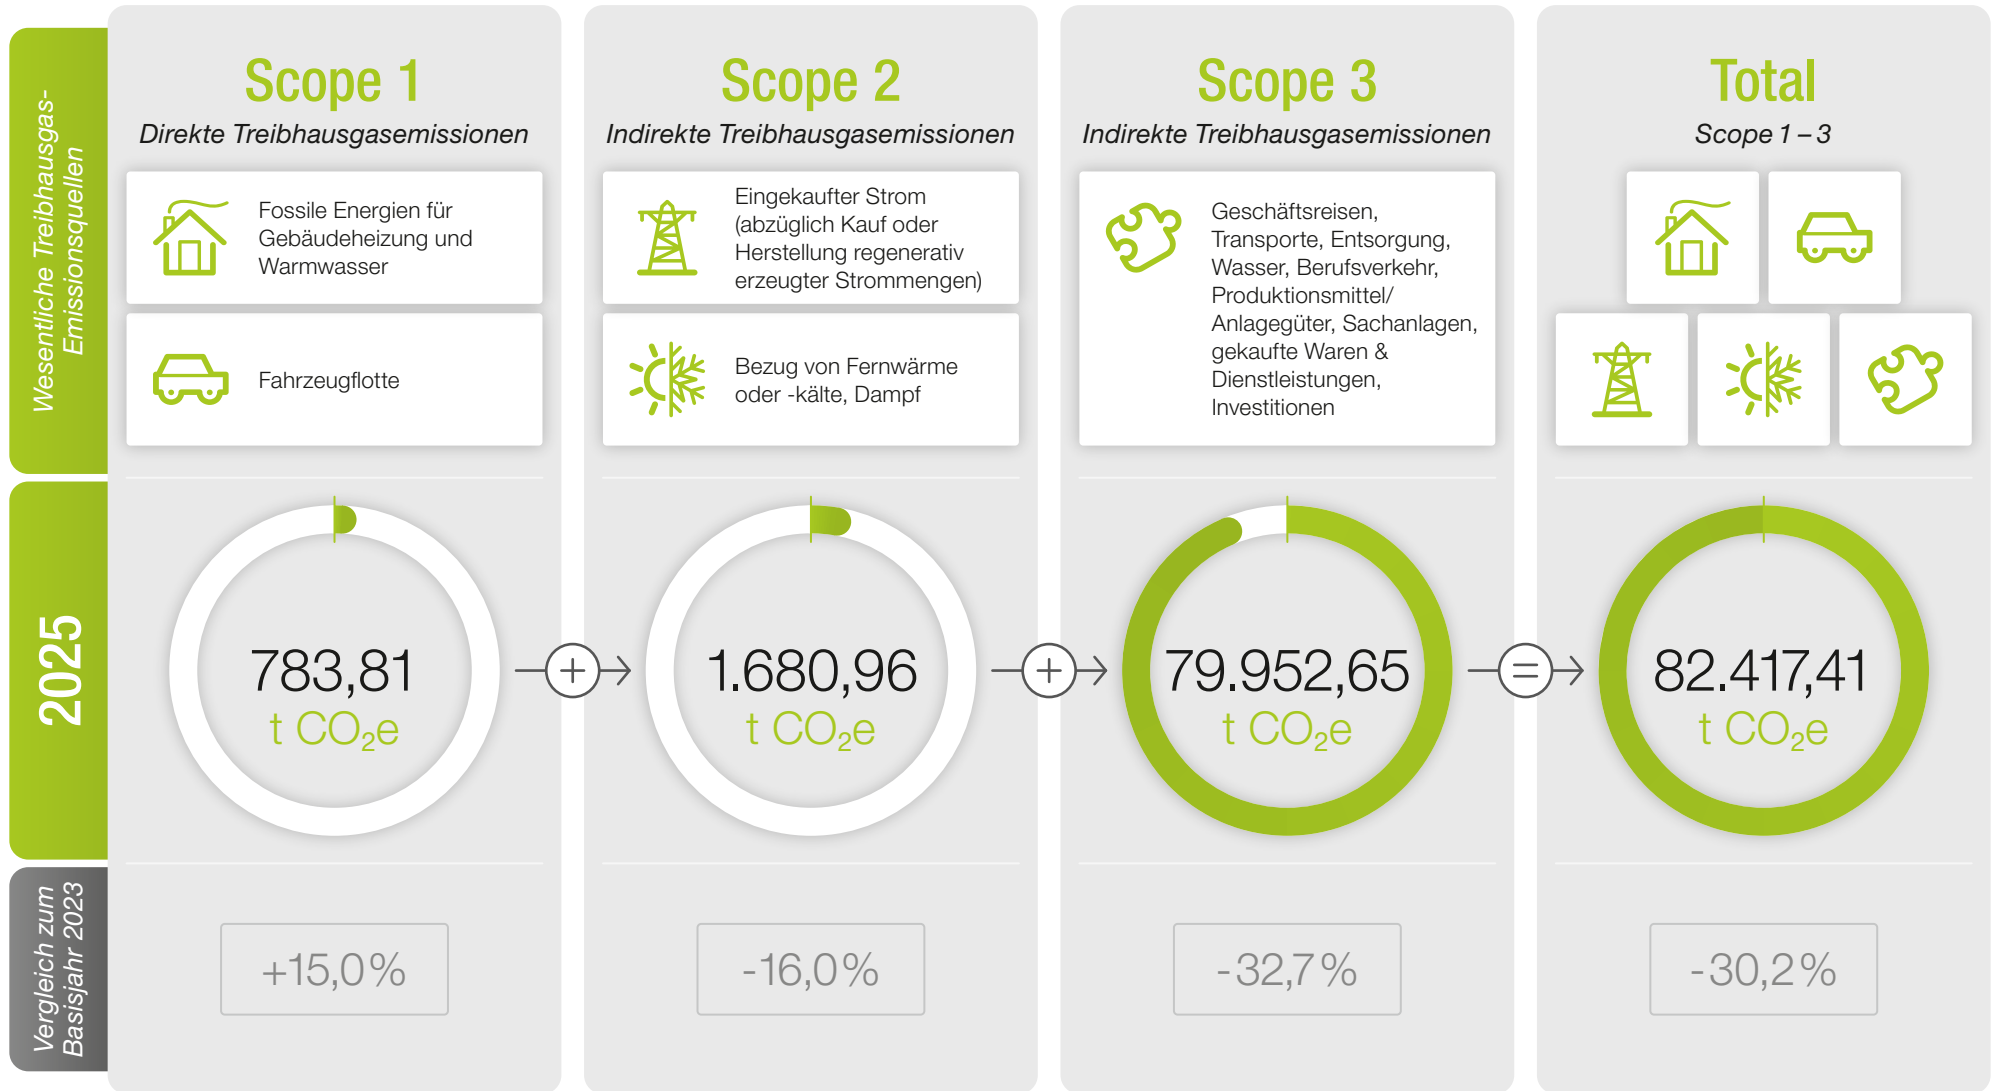 Wesentliche Treibhausgas-
Emissionsquellen
Scope 1
Direkte Treibhausgasemissionen
Fossile Energien für
Gebäudeheizung und
Warmwasser
Fahrzeugflotte
Scope 2
Indirekte Treibhausgasemissionen
Eingekaufter Strom
(abzüglich Kauf oder
Herstellung regenerativ
erzeugter Strommengen)
Bezug von Fernwärme
oder -kälte, Dampf
Scope 3
Indirekte Treibhausgasemissionen
Geschäftsreisen,
Transporte, Entsorgung,
Wasser, Berufsverkehr,
Produktionsmittel/
Anlagegüter, Sachanlagen,
gekaufte Waren &
Dienstleistungen,
Investitionen
Total
Scope 1 – 3
2025
783,81
t CO₂e
+
1.680,96
t CO₂e
+
79.952,65
t CO₂e
=
82.417,41
t CO₂e
Vergleich zum
Basisjahr 2023
+15,0%
-16,0%
-32,7%
-30,2%